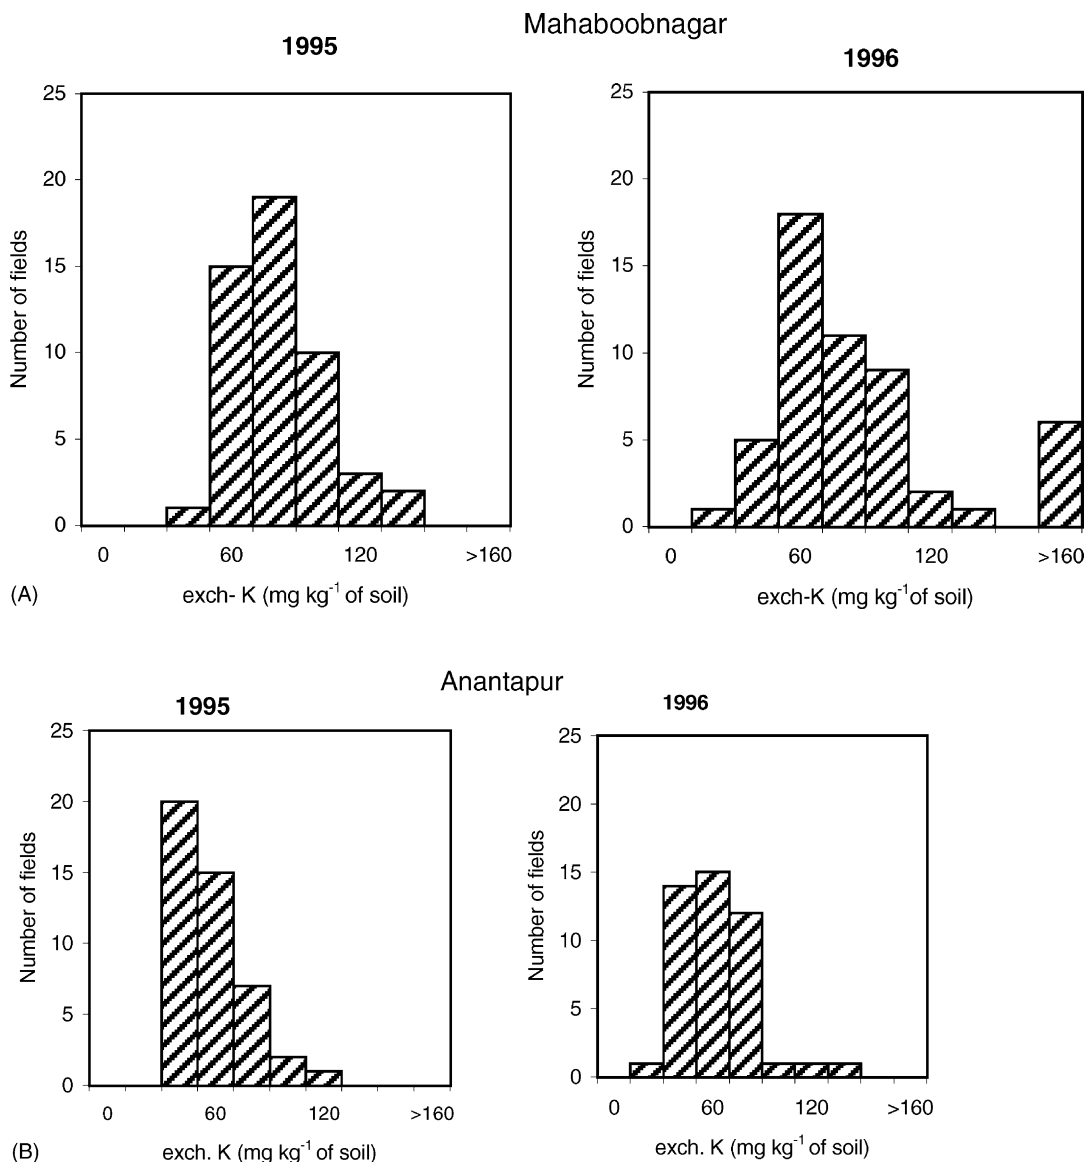 Mahaboobnagar
1995
1996
25
20
15
10
5
0
Number of fields
0 60 120 >160
exch- K (mg kg⁻¹ of soil)
25
20
15
10
5
0
Number of fields
0 60 120 >160
exch-K (mg kg⁻¹of soil)
(A)
Anantapur
1995
1996
25
20
15
10
5
0
Number of fields
0 60 120 >160
exch. K (mg kg⁻¹ of soil)
25
20
15
10
5
0
Number of fields
0 60 120 >160
exch. K (mg kg⁻¹ of soil)
(B)